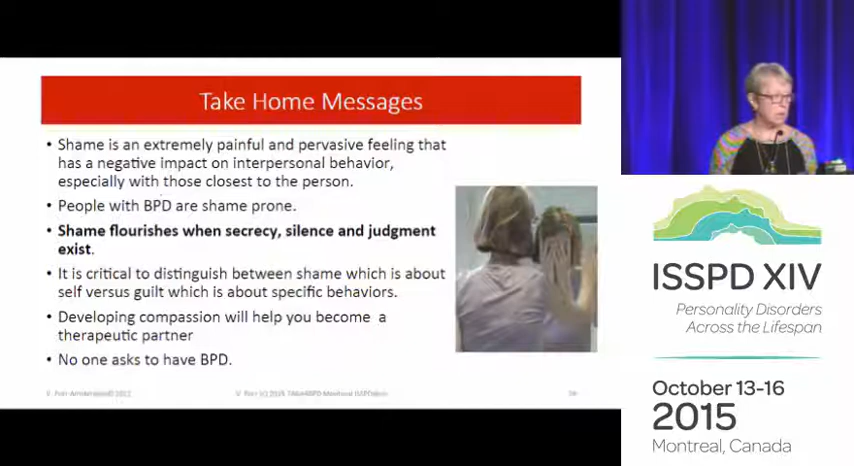 Take Home Messages
• Shame is an extremely painful and pervasive feeling that
has a negative impact on interpersonal behavior,
especially with those closest to the person.
• People with BPD are shame prone.
• Shame flourishes when secrecy, silence and judgment
exist.
• It is critical to distinguish between shame which is about
self versus guilt which is about specific behaviors.
• Developing compassion will help you become a
therapeutic partner
• No one asks to have BPD.
ISSPD XIV
Personality Disorders
Across the Lifespan
October 13-16
2015
Montreal, Canada